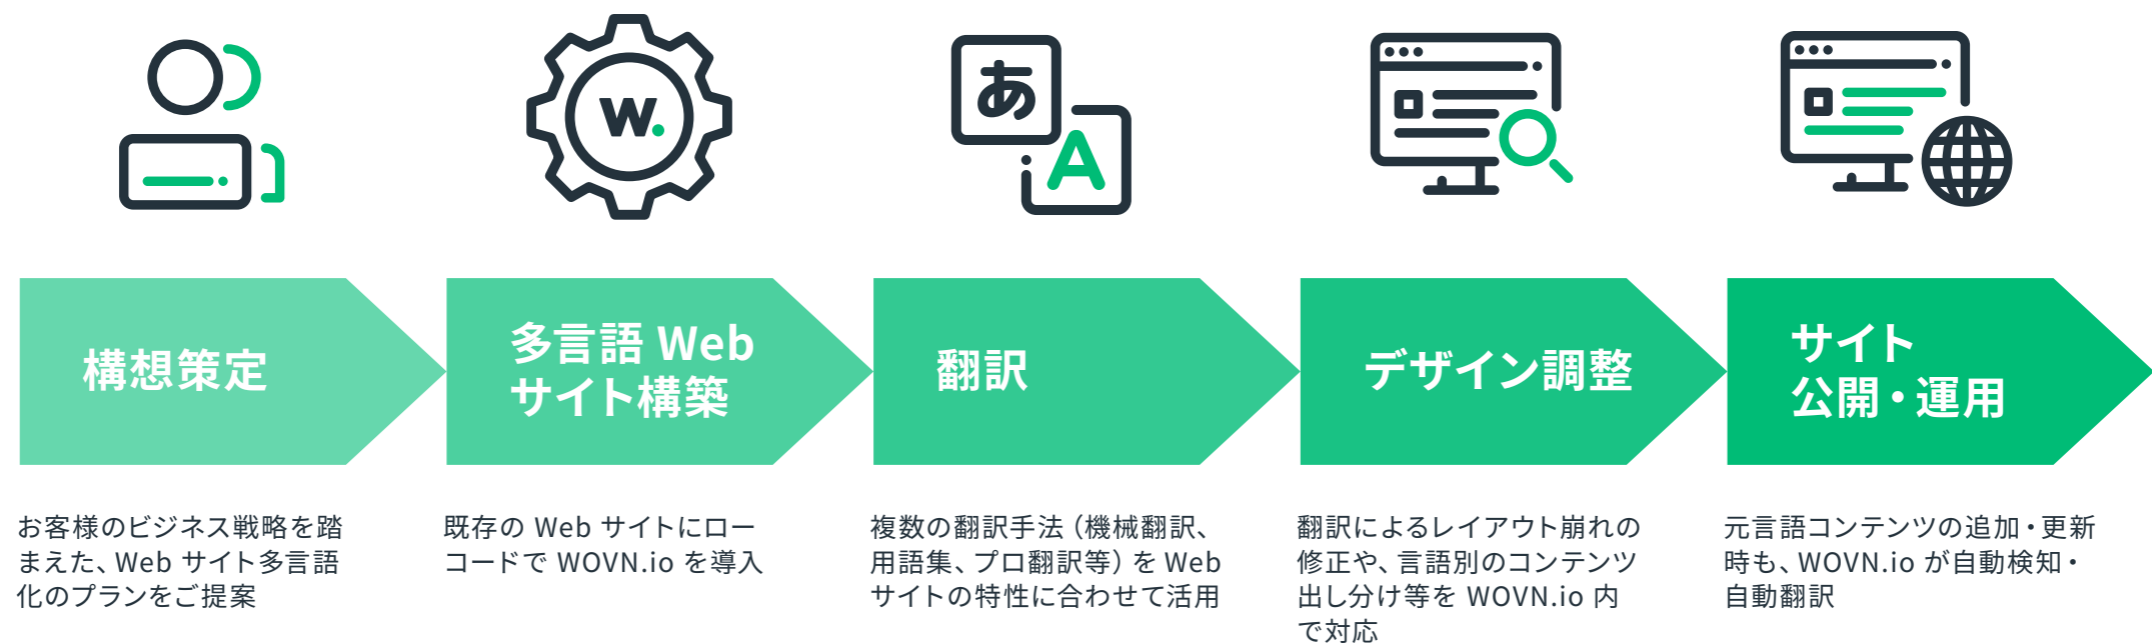 W.
あ
A
構想策定
多言語 Web
サイト構築
翻訳
デザイン調整
サイト
公開・運用
お客様のビジネス戦略を踏
まえた、Web サイト多言語
化のプランをご提案
既存の Web サイトにロー
コードで WOVN.io を導入
複数の翻訳手法（機械翻訳、
用語集、プロ翻訳等）を Web
サイトの特性に合わせて活用
翻訳によるレイアウト崩れの
修正や、言語別のコンテンツ
出し分け等を WOVN.io 内
で対応
元言語コンテンツの追加・更新
時も、WOVN.io が自動検知・
自動翻訳